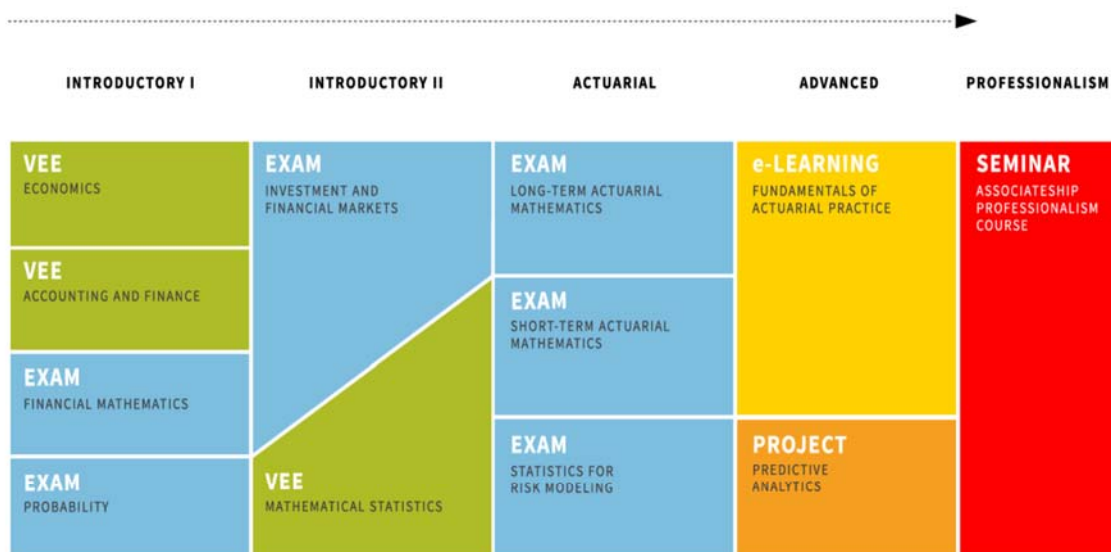 INTRODUCTORY I
INTRODUCTORY II
ACTUARIAL
ADVANCED
PROFESSIONALISM
VEE
ECONOMICS
VEE
ACCOUNTING AND FINANCE
EXAM
FINANCIAL MATHEMATICS
EXAM
PROBABILITY
EXAM
INVESTMENT AND
FINANCIAL MARKETS
VEE
MATHEMATICAL STATISTICS
EXAM
LONG-TERM ACTUARIAL
MATHEMATICS
EXAM
SHORT-TERM ACTUARIAL
MATHEMATICS
EXAM
STATISTICS FOR
RISK MODELING
e-LEARNING
FUNDAMENTALS OF
ACTUARIAL PRACTICE
PROJECT
PREDICTIVE
ANALYTICS
SEMINAR
ASSOCIATESHIP
PROFESSIONALISM
COURSE